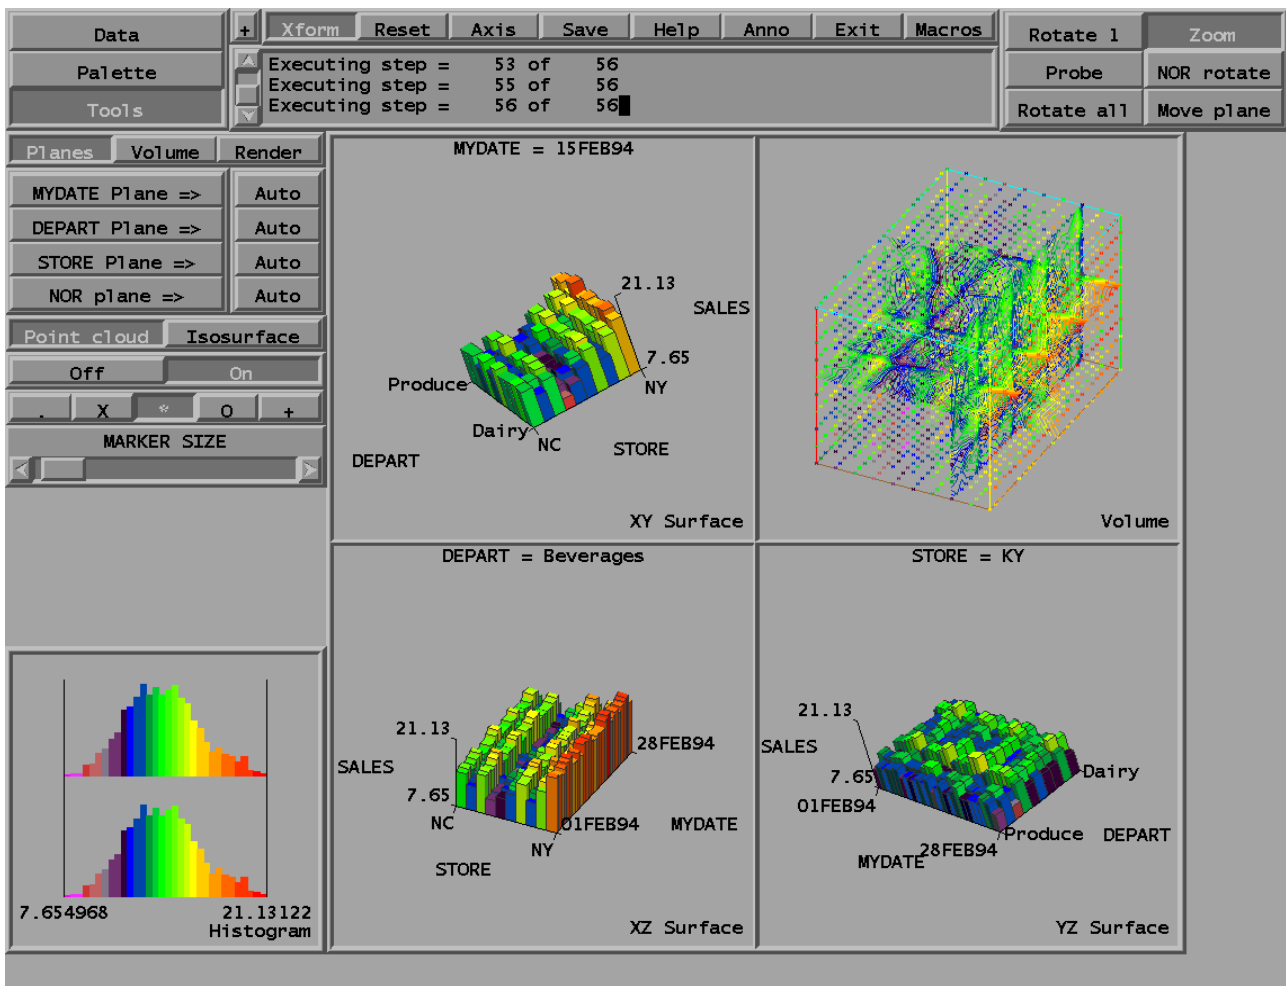 Data
Palette
Tools
+
Xform Reset Axis Save Help Anno Exit Macros
Executing step = 53 of 56
Executing step = 55 of 56
Executing step = 56 of 56
Rotate 1 Zoom
Probe NOR rotate
Rotate all Move plane
Planes Volume Render
MYDATE Plane => Auto
DEPART Plane => Auto
STORE Plane => Auto
NOR plane => Auto
Point cloud Isosurface
Off On
. X * O +
MARKER SIZE
MYDATE = 15FEB94
21.13
SALES
7.65
Produce
NY
Dairy
NC
STORE
DEPART
XY Surface
Volume
DEPART = Beverages
21.13
28FEB94
SALES
7.65
NC
01FEB94
MYDATE
NY
STORE
XZ Surface
STORE = KY
21.13
SALES
7.65
Dairy
01FEB94
Produce
DEPART
28FEB94
MYDATE
YZ Surface
7.654968 21.13122
Histogram